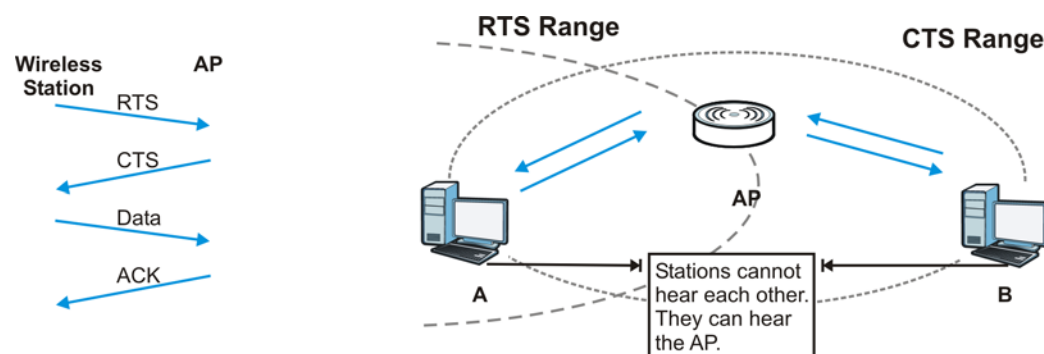 Wireless
Station
AP
RTS
CTS
Data
ACK
RTS Range
CTS Range
AP
A
B
Stations cannot
hear each other.
They can hear
the AP.